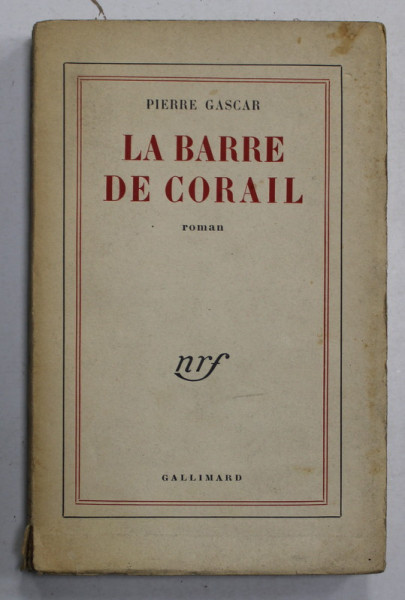 PIERRE GASCAR
LA BARRE
DE CORAIL
roman
nrf
GALLIMARD